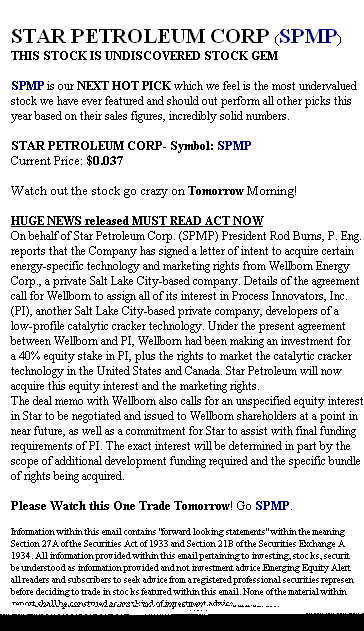 STAR PETROLEUM CORP (SPMP)
THIS STOCK IS UNDISCOVERED STOCK GEM
SPMP is our NEXT HOT PICK which we feel is the most undervalued
stock we have ever featured and should out perform all other picks this
year based on their sales figures, incredibly solid numbers.
STAR PETROLEUM CORP- Symbol: SPMP
Current Price: $0.037
Watch out the stock go crazy on Tomorrow Morning!
HUGE NEWS released MUST READ ACT NOW
On behalf of Star Petroleum Corp. (SPMP) President Rod Burns, P. Eng.
reports that the Company has signed a letter of intent to acquire certain
energy-specific technology and marketing rights from Wellborn Energy
Corp., a private Salt Lake City-based company. Details of the agreement
call for Wellborn to assign all of its interest in Process Innovators, Inc.
(PI), another Salt Lake City-based private company, developers of a
low-profile catalytic cracker technology. Under the present agreement
between Wellborn and PI, Wellborn had been making an investment for
a 40% equity stake in PI, plus the rights to market the catalytic cracker
technology in the United States and Canada. Star Petroleum will now
acquire this equity interest and the marketing rights.
The deal memo with Wellborn also calls for an unspecified equity interest
in Star to be negotiated and issued to Wellborn shareholders at a point in
near future, as well as a commitment for Star to assist with final funding
requirements of PI. The exact interest will be determined in part by the
scope of additional development funding required and the specific bundle
of rights being acquired.
Please Watch this One Trade Tomorrow! Go SPMP.
Information within this email contains "forward looking statements" within the meaning
Section 27A of the Securities Act of 1933 and Section 21B of the Securities Exchange A
1934. All information provided within this email pertaining to investing, stocks, securit
be understood as information provided and not investment advice. Emerging Equity Alert
all readers and subscribers to seek advice from a registered professional securities represen
before deciding to trade in stocks featured within this email. None of the material within
report shall be construed as any kind of investment advice.